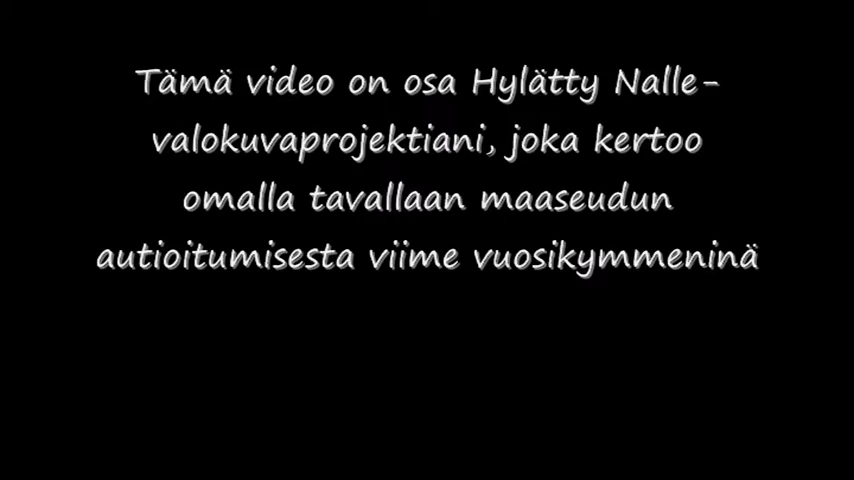 Tämä video on osa Hylätty Nalle-
valokuvaprojektiani, joka kertoo
omalla tavallaan maaseudun
autioitumisesta viime vuosikymmeninä